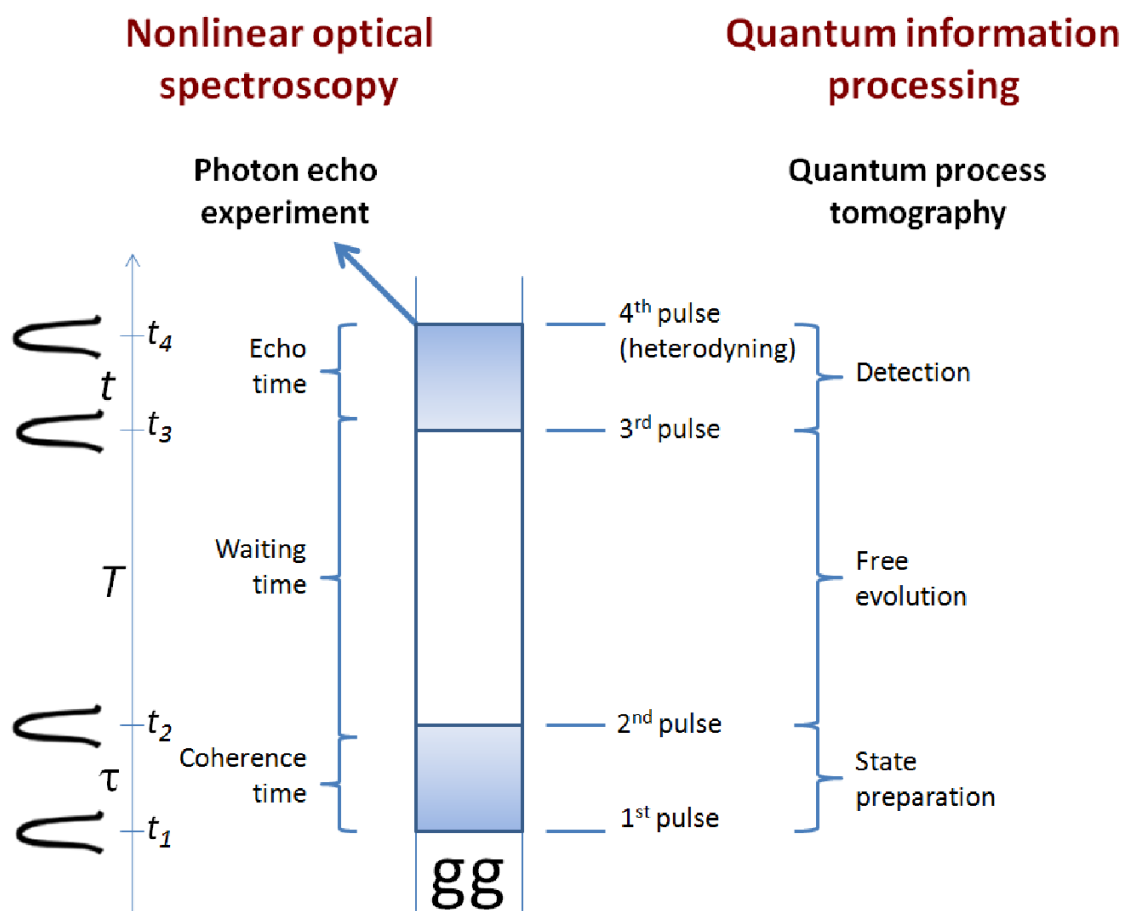 Nonlinear optical
spectroscopy
Quantum information
processing
Photon echo
experiment
Quantum process
tomography
t4
t
t3
T
t2
τ
t1
Echo
time
Waiting
time
Coherence
time
gg
4th pulse
(heterodyning)
3rd pulse
2nd pulse
1st pulse
Detection
Free
evolution
State
preparation